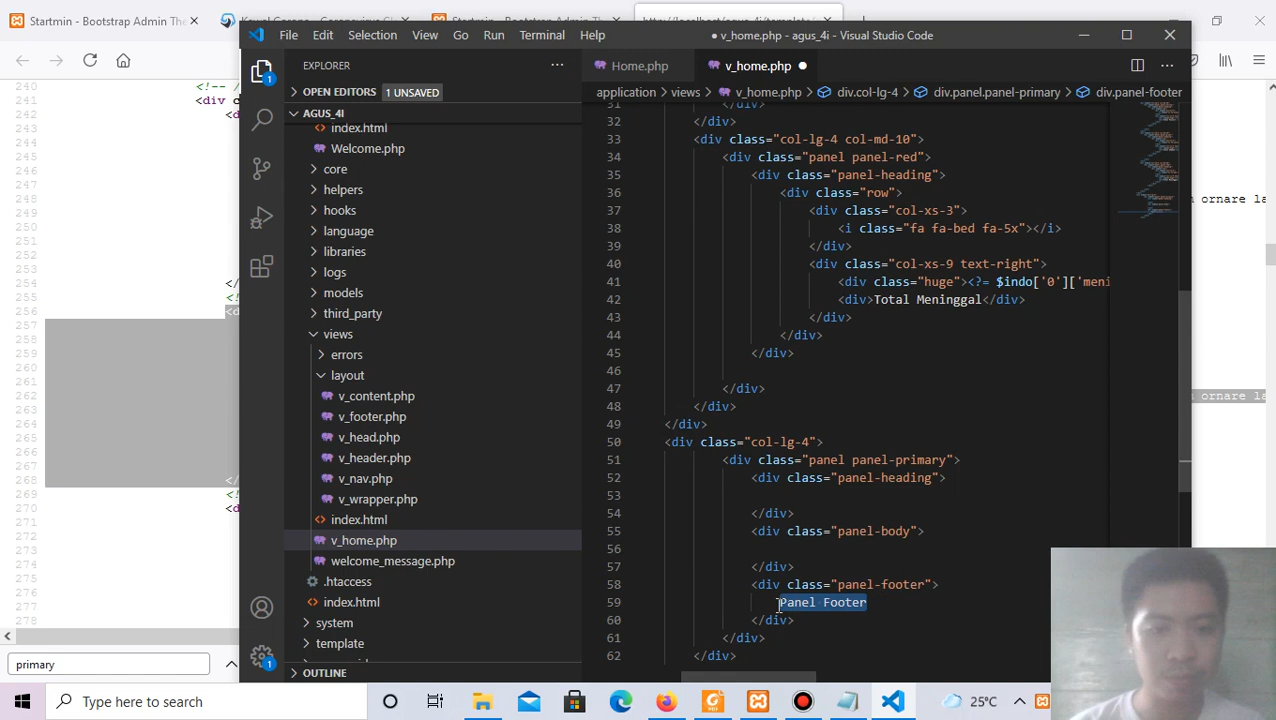 Startmin - Bootstrap Admin The
v_home.php - agus_4i - Visual Studio Code
File Edit Selection View Go Run Terminal Help
EXPLORER
Home.php
v_home.php
OPEN EDITORS 1 UNSAVED
application > views > v_home.php > div.col-lg-4 > div.panel.panel-primary > div.panel-footer
AGUS_4I
index.html
Welcome.php
core
helpers
hooks
language
libraries
logs
models
third_party
views
errors
layout
v_content.php
v_footer.php
v_head.php
v_header.php
v_nav.php
v_wrapper.php
index.html
v_home.php
welcome_message.php
.htaccess
index.html
system
template
OUTLINE
31 </div>
32 </div>
33 <div class="col-lg-4 col-md-10">
34 <div class="panel panel-red">
35 <div class="panel-heading">
36 <div class="row">
37 <div class="col-xs-3">
38 <i class="fa fa-bed fa-5x"></i>
39 </div>
40 <div class="col-xs-9 text-right">
41 <div class="huge"><?= $indo['0']['meni
42 <div>Total Meninggal</div>
43 </div>
44 </div>
45 </div>
46
47 </div>
48 </div>
49 </div>
50 <div class="col-lg-4">
51 <div class="panel panel-primary">
52 <div class="panel-heading">
53
54 </div>
55 <div class="panel-body">
56
57 </div>
58 <div class="panel-footer">
59 Panel Footer
60 </div>
61 </div>
62 </div>
240
241
242
243
244
245
246
247
248
249
250
251
252
253
254
255
256
257
258
259
260
261
262
263
264
265
266
267
268
269
270
271
272
273
274
275
276
277
278
m ornare la
primary
Type here to search
25°C